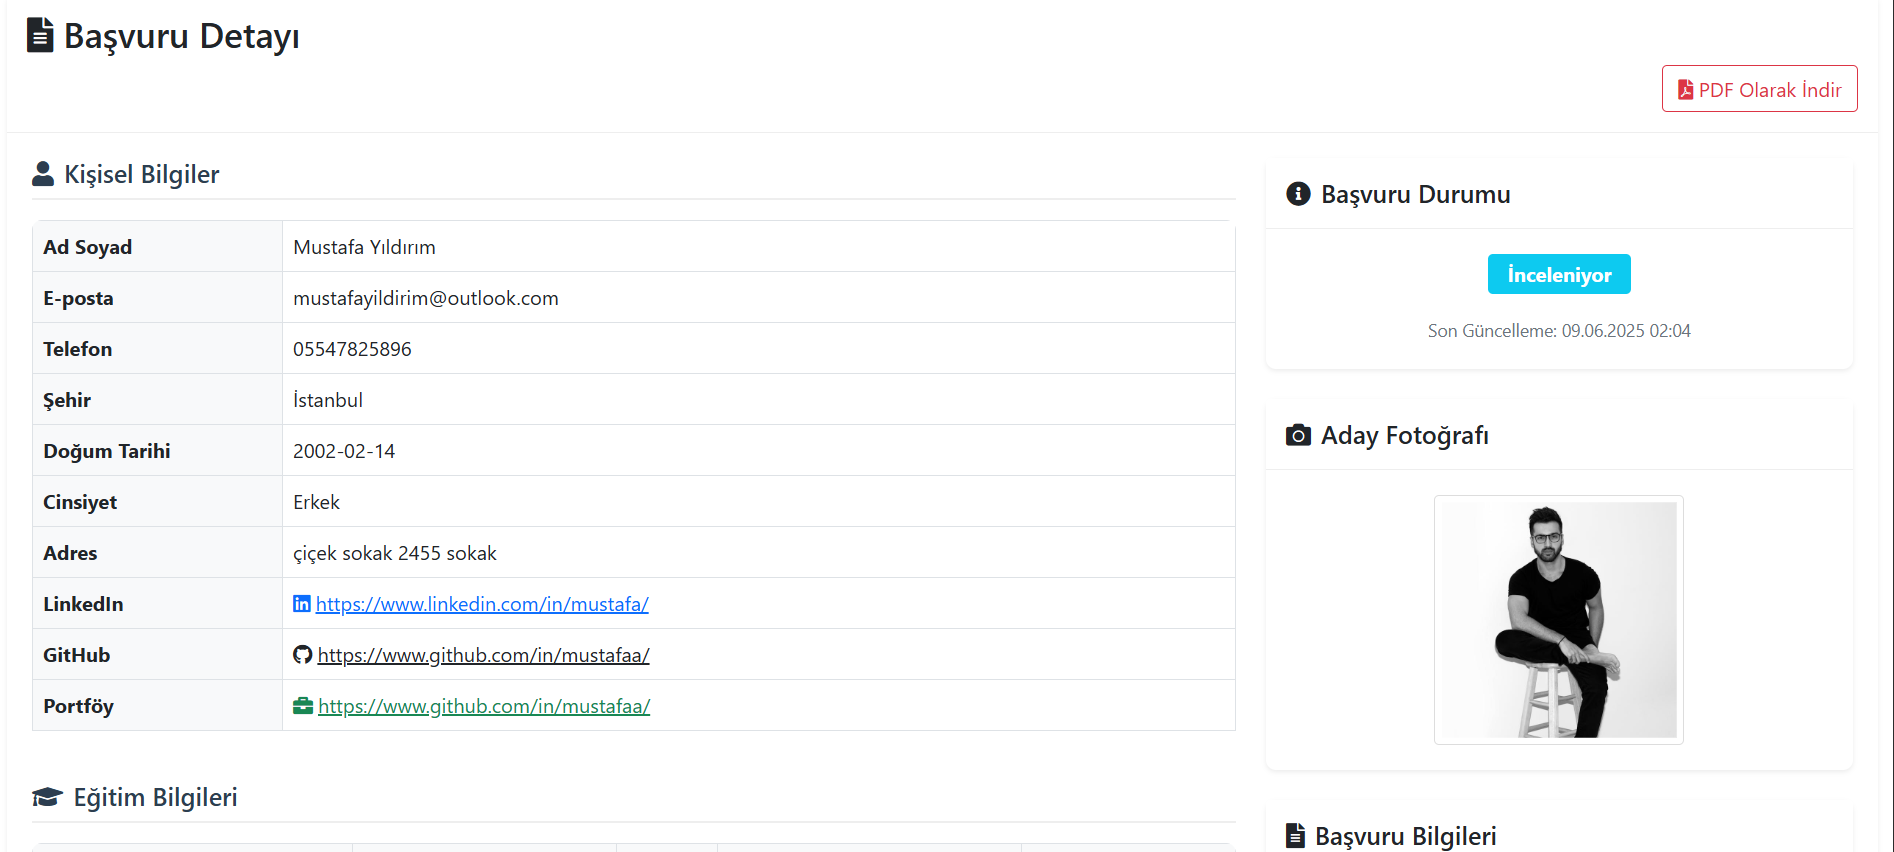 Başvuru Detayı
PDF Olarak İndir
Kişisel Bilgiler
Ad Soyad Mustafa Yıldırım
E-posta mustafayildirim@outlook.com
Telefon 05547825896
Şehir İstanbul
Doğum Tarihi 2002-02-14
Cinsiyet Erkek
Adres çiçek sokak 2455 sokak
LinkedIn https://www.linkedin.com/in/mustafa/
GitHub https://www.github.com/in/mustafaa/
Portföy https://www.github.com/in/mustafaa/
Eğitim Bilgileri
Başvuru Durumu
İnceleniyor
Son Güncelleme: 09.06.2025 02:04
Aday Fotoğrafı
Başvuru Bilgileri